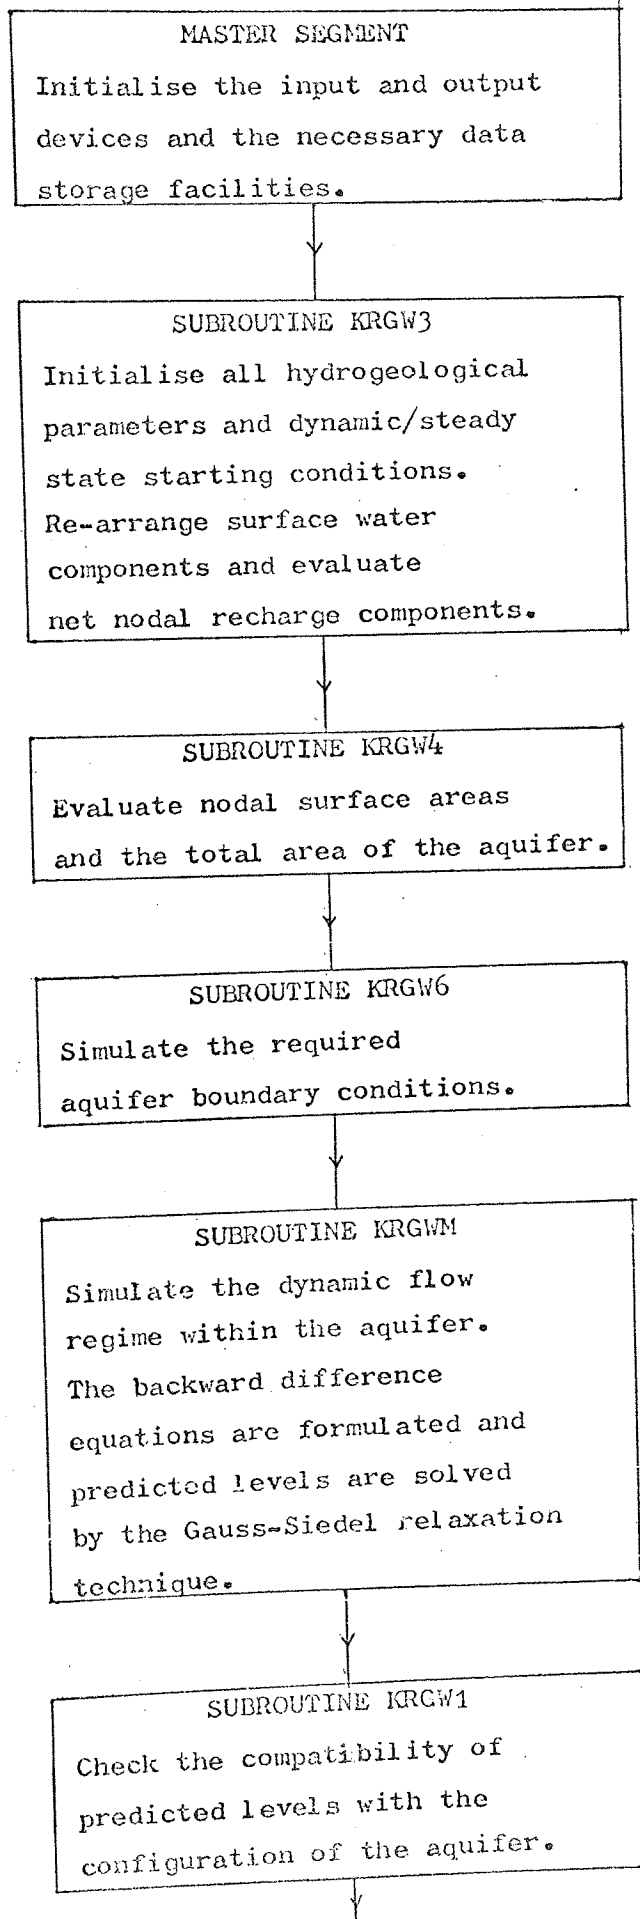 MASTER SEGMENT
Initialise the input and output
devices and the necessary data
storage facilities.
SUBROUTINE KRGW3
Initialise all hydrogeological
parameters and dynamic/steady
state starting conditions.
Re-arrange surface water
components and evaluate
net nodal recharge components.
SUBROUTINE KRGW4
Evaluate nodal surface areas
and the total area of the aquifer.
SUBROUTINE KRGW6
Simulate the required
aquifer boundary conditions.
SUBROUTINE KRGWM
Simulate the dynamic flow
regime within the aquifer.
The backward difference
equations are formulated and
predicted levels are solved
by the Gauss-Siedel relaxation
technique.
SUBROUTINE KRGW1
Check the compatibility of
predicted levels with the
configuration of the aquifer.